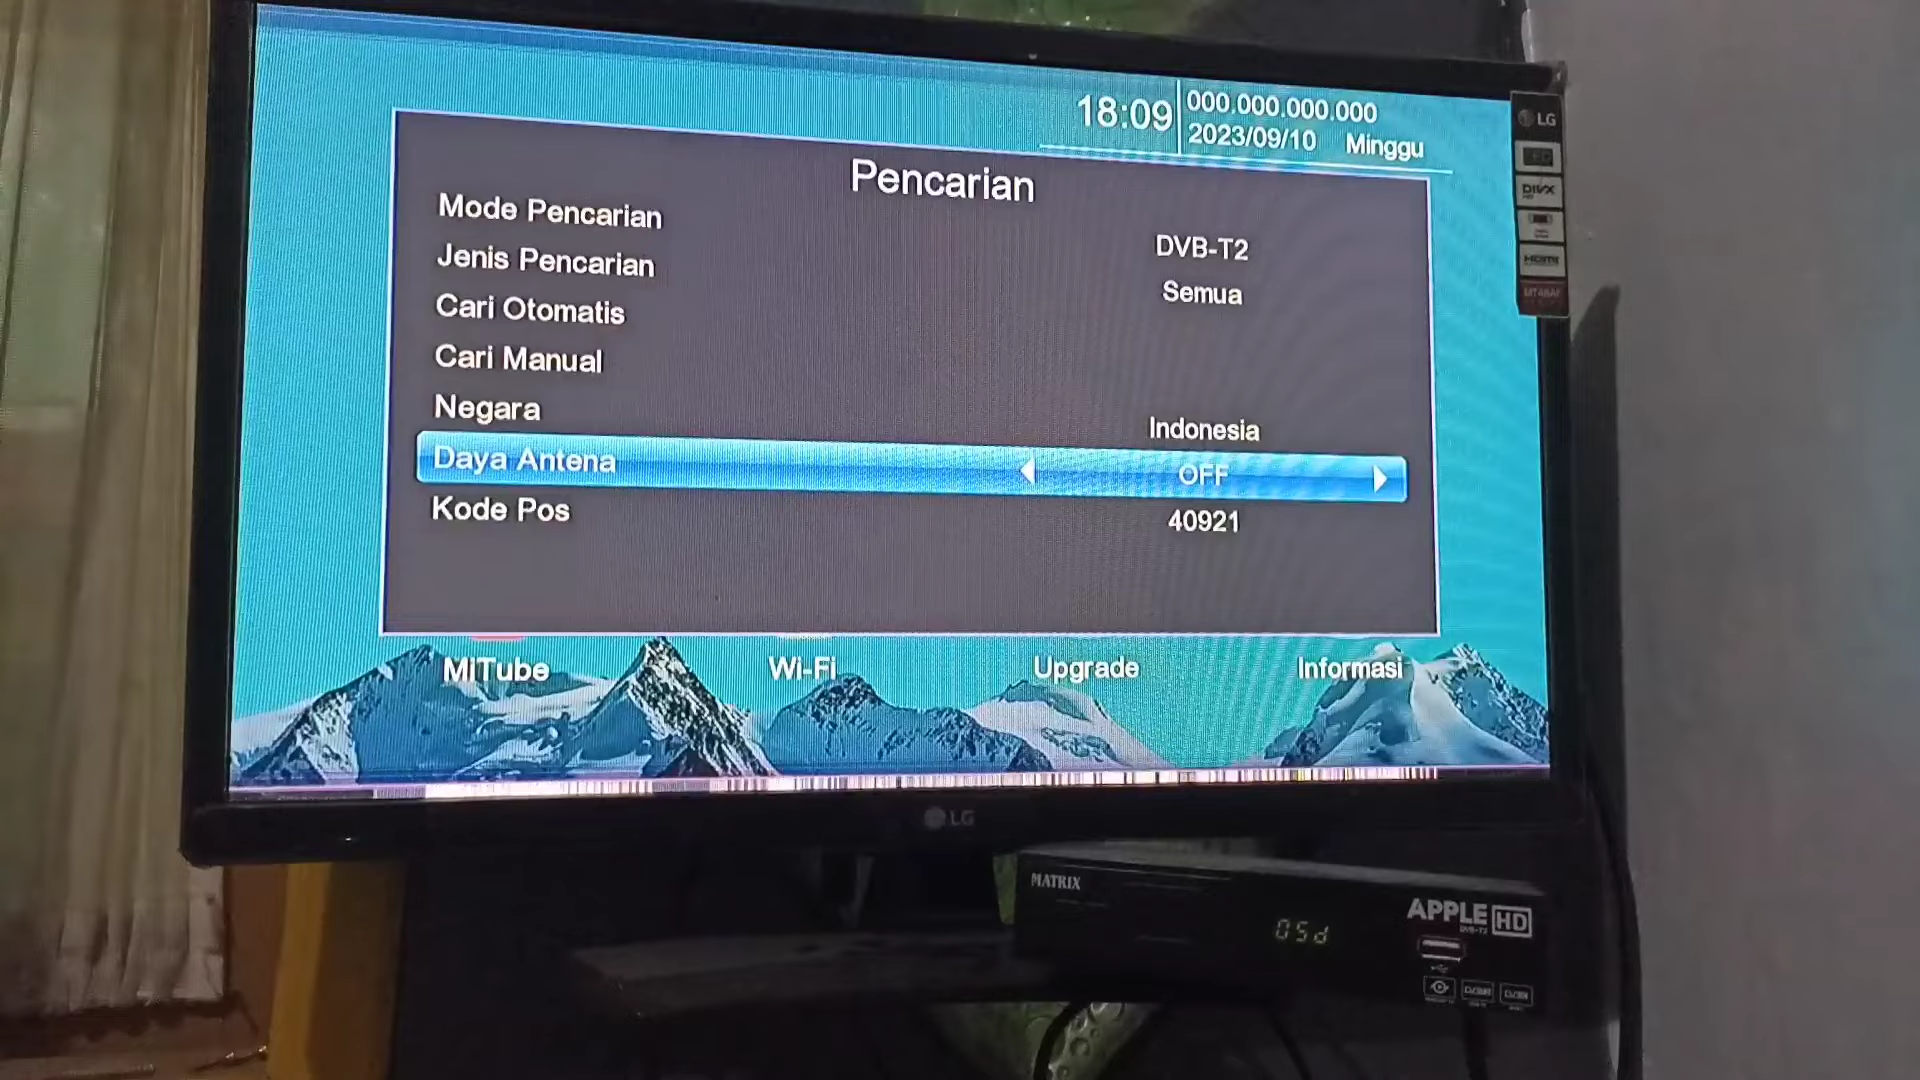 18:09
000.000.000.000
2023/09/10 Minggu
Pencarian
Mode Pencarian DVB-T2
Jenis Pencarian Semua
Cari Otomatis
Cari Manual
Negara Indonesia
Daya Antena OFF
Kode Pos 40921
MiTube Wi-Fi Upgrade Informasi
LG
DIVX
HD
HDMI
LG
MATRIX
APPLE HD
DVB-T2
05d